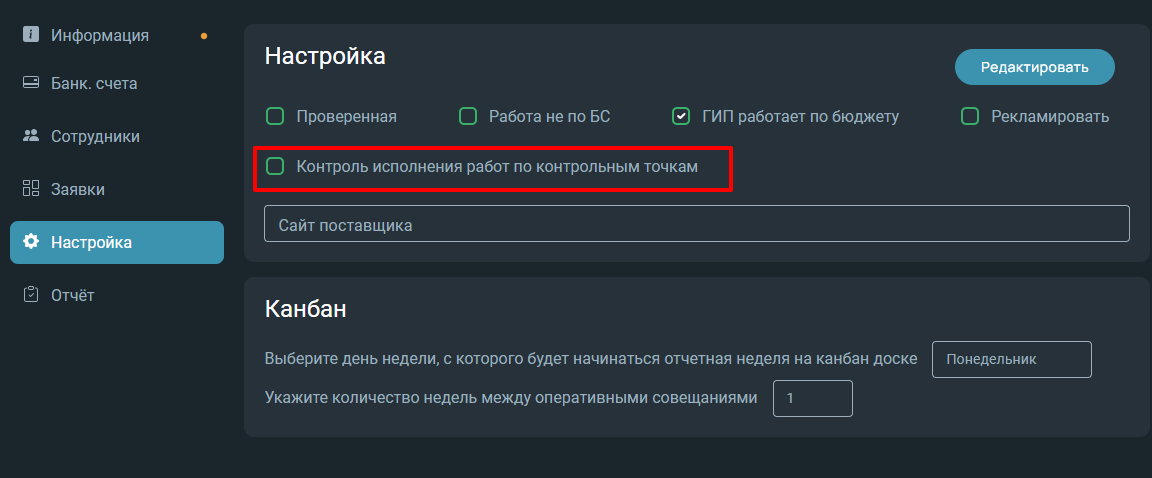 Информация
Банк. счета
Сотрудники
Заявки
Настройка
Отчёт
Настройка
Редактировать
Проверенная Работа не по БС ГИП работает по бюджету Рекламировать
Контроль исполнения работ по контрольным точкам
Сайт поставщика
Канбан
Выберите день недели, с которого будет начинаться отчетная неделя на канбан доске Понедельник
Укажите количество недель между оперативными совещаниями 1